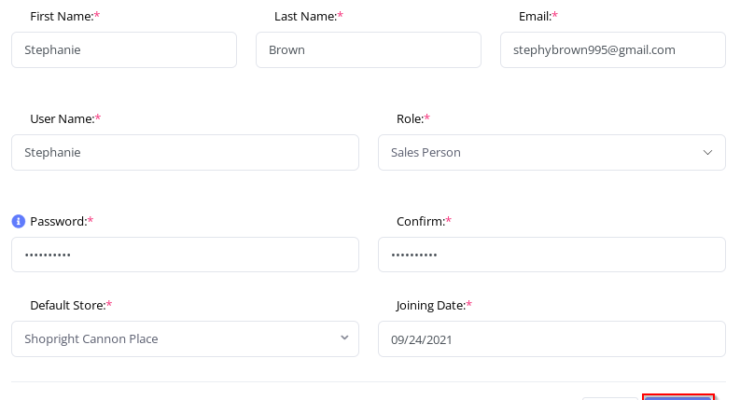 First Name:* Last Name:* Email:*
Stephanie Brown stephybrown995@gmail.com
User Name:* Role:*
Stephanie Sales Person
Password:* Confirm:*
•••••••••• ••••••••••
Default Store:* Joining Date:*
Shopright Cannon Place 09/24/2021